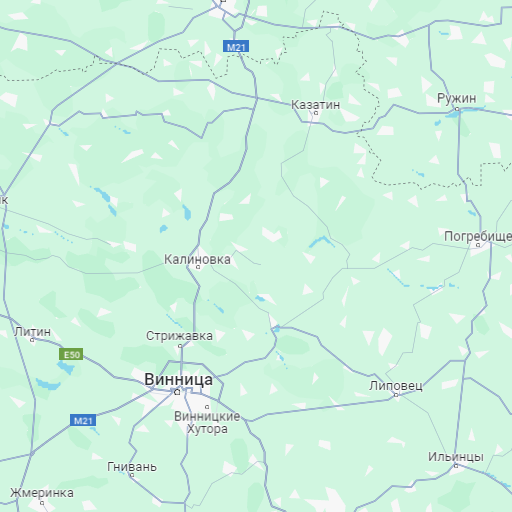 M21
Казатин
Ружин
к
Погребище
Калиновка
Литин
Стрижавка
E50
Винница
Липовец
M21
Винницкие
Хутора
Гнивань
Ильинцы
Жмеринка